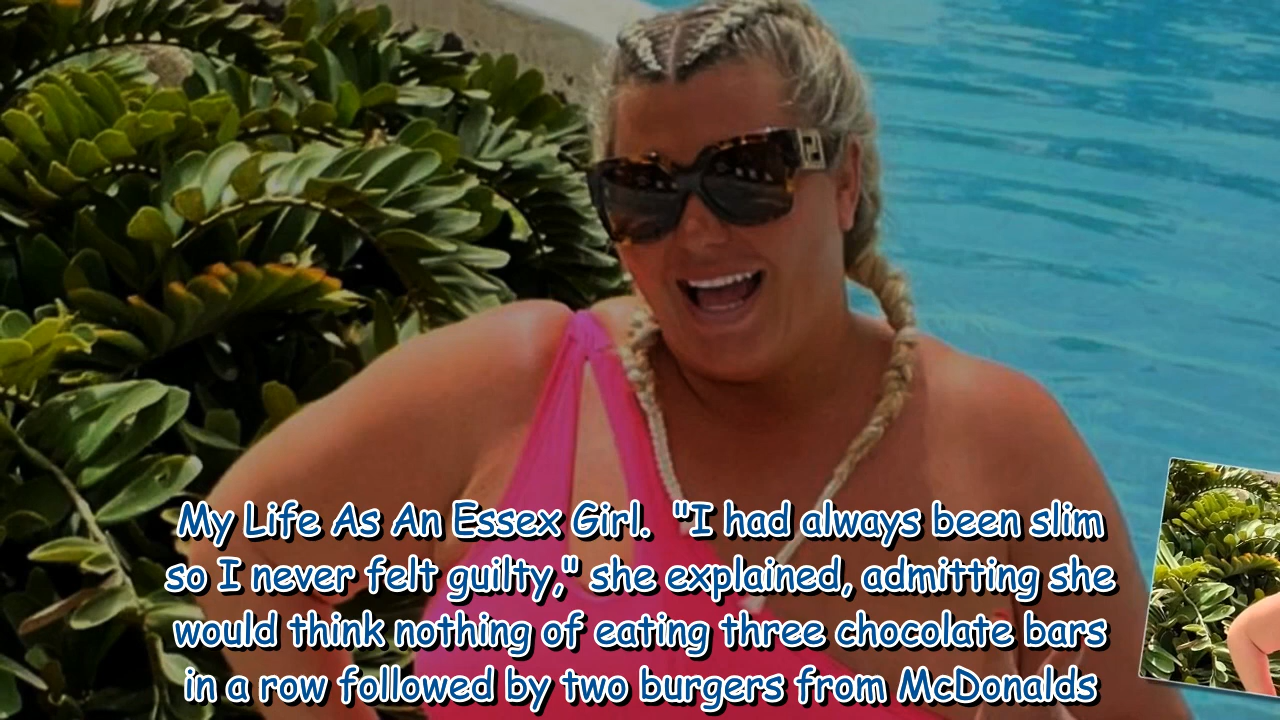 My Life As An Essex Girl. "I had always been slim
so I never felt guilty," she explained, admitting she
would think nothing of eating three chocolate bars
in a row followed by two burgers from McDonalds